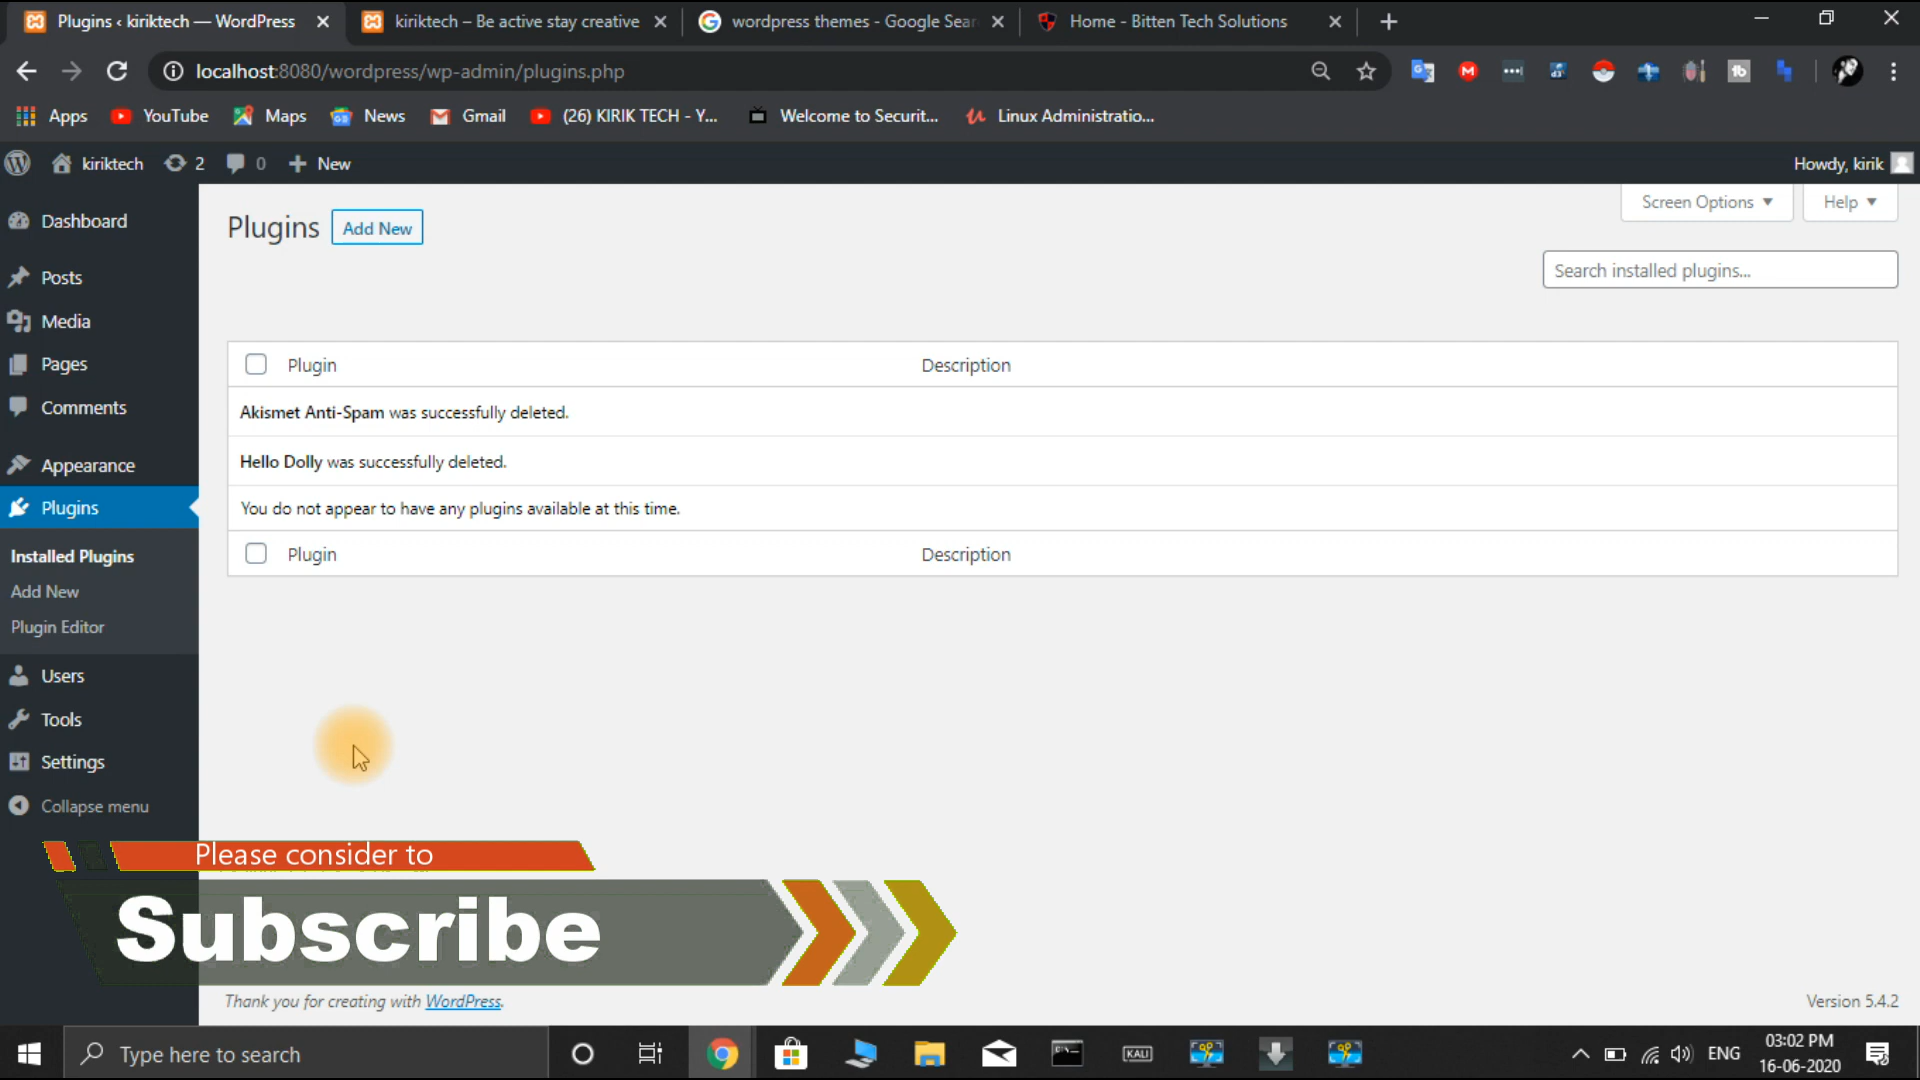 Plugins ‹ kiriktech — WordPress
kiriktech – Be active stay creative
wordpress themes - Google Sear
Home - Bitten Tech Solutions
localhost:8080/wordpress/wp-admin/plugins.php
Apps
YouTube
Maps
News
Gmail
(26) KIRIK TECH - Y...
Welcome to Securit...
Linux Administratio...
kiriktech
2
0
New
Howdy, kirik
Dashboard
Posts
Media
Pages
Comments
Appearance
Plugins
Installed Plugins
Add New
Plugin Editor
Users
Tools
Settings
Collapse menu
Plugins
Add New
Screen Options
Help
Search installed plugins...
Plugin
Description
Akismet Anti-Spam was successfully deleted.
Hello Dolly was successfully deleted.
You do not appear to have any plugins available at this time.
Plugin
Description
Please consider to
Subscribe
Thank you for creating with WordPress.
Version 5.4.2
Type here to search
KALI
ENG
03:02 PM
16-06-2020